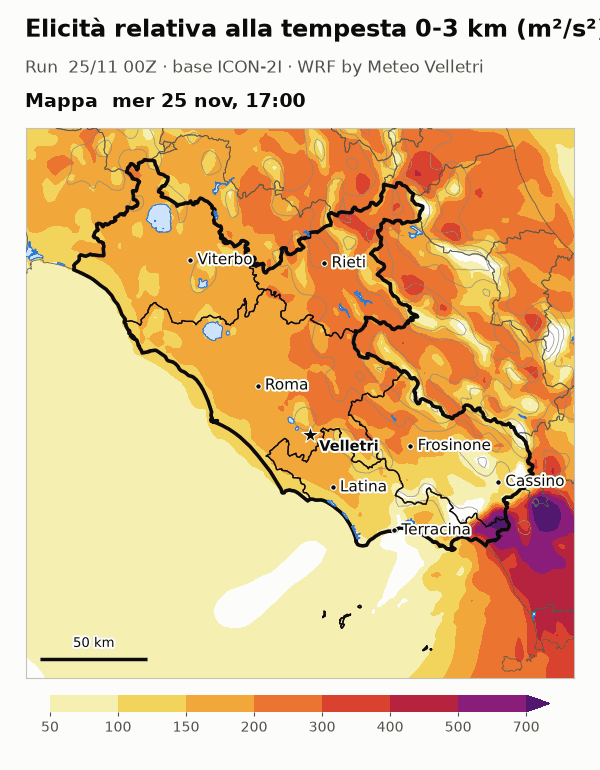 Elicità relativa alla tempesta 0-3 km (m²/s²)
Run 25/11 00Z · base ICON-2I · WRF by Meteo Velletri
Mappa mer 25 nov, 17:00
Viterbo
Rieti
Roma
Velletri
Frosinone
Cassino
Latina
Terracina
50 km
50 100 150 200 300 400 500 700